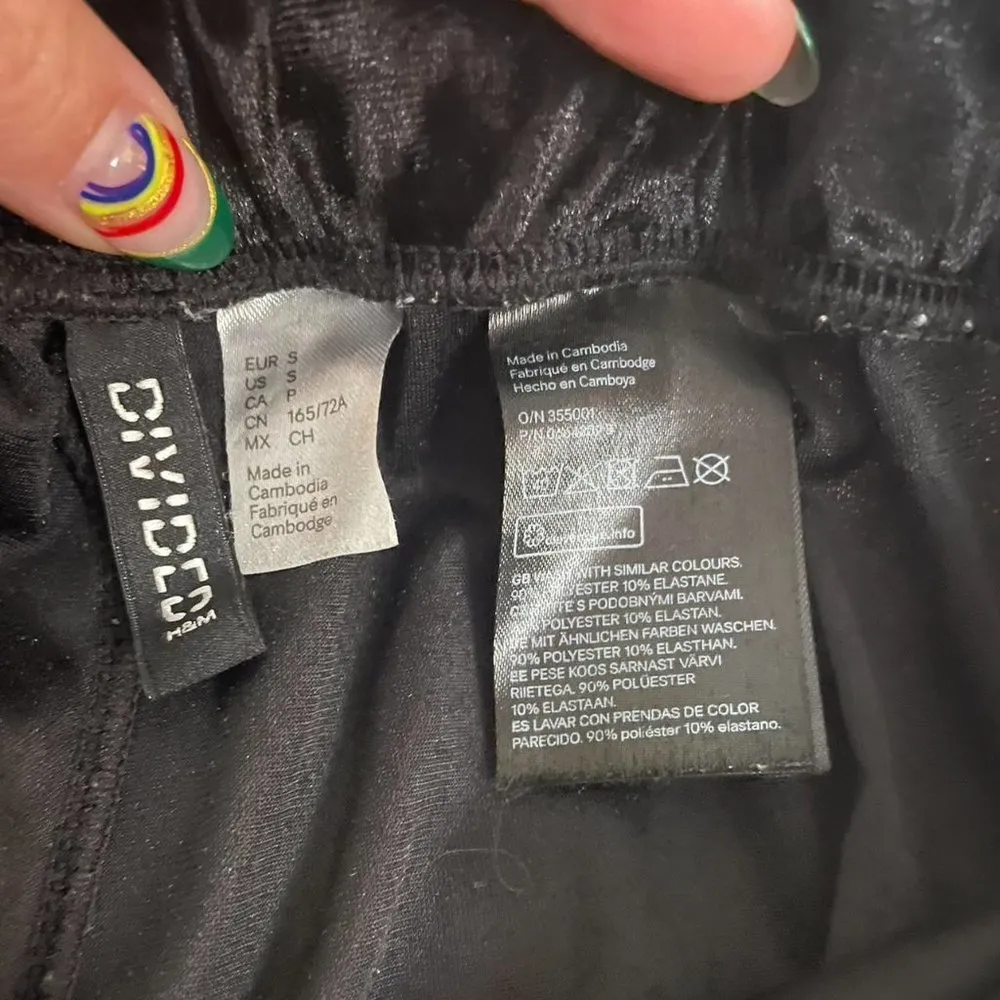 DIVIDED
H&M
EUR S
US S
CA P
CN 165/72A
MX CH
Made in
Cambodia
Fabriqué en
Cambodge
Made in Cambodia
Fabriqué en Cambodge
Hecho en Camboya
O/N 355001
P/N
GB WITH SIMILAR COLOURS.
10% ELASTANE.
S PODOBNÝMI BARVAMI.
POLYESTER 10% ELASTAN.
MIT ÄHNLICHEN FARBEN WASCHEN.
90% POLYESTER 10% ELASTHAN.
EE PESE KOOS SARNAST VÄRVI
RIIETEGA. 90% POLÜESTER
10% ELASTAAN.
ES LAVAR CON PRENDAS DE COLOR
PARECIDO. 90% poliéster 10% elastano.